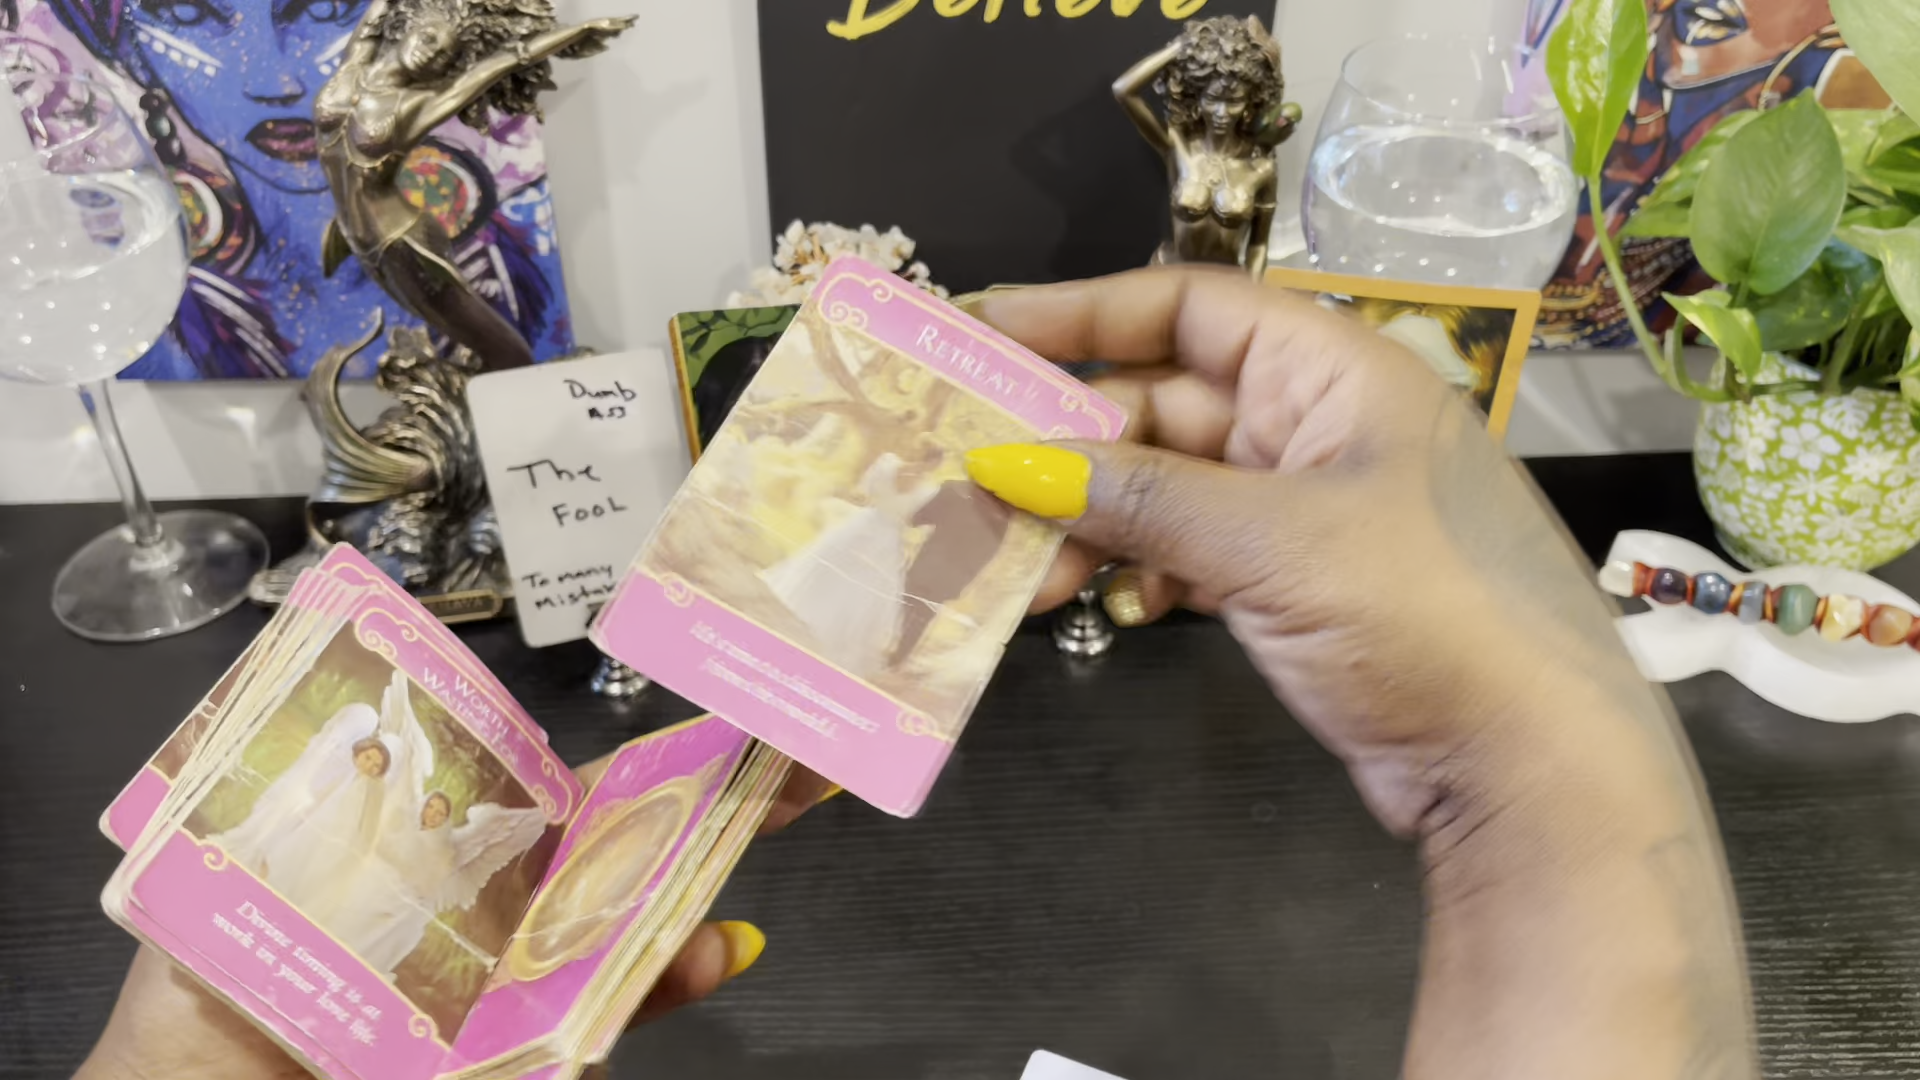 Believe
Dumb
Ass
The
Fool
To many
Mistak
RETREAT
WORTH
WAITING FOR
Divine timing is at
work in your love life.